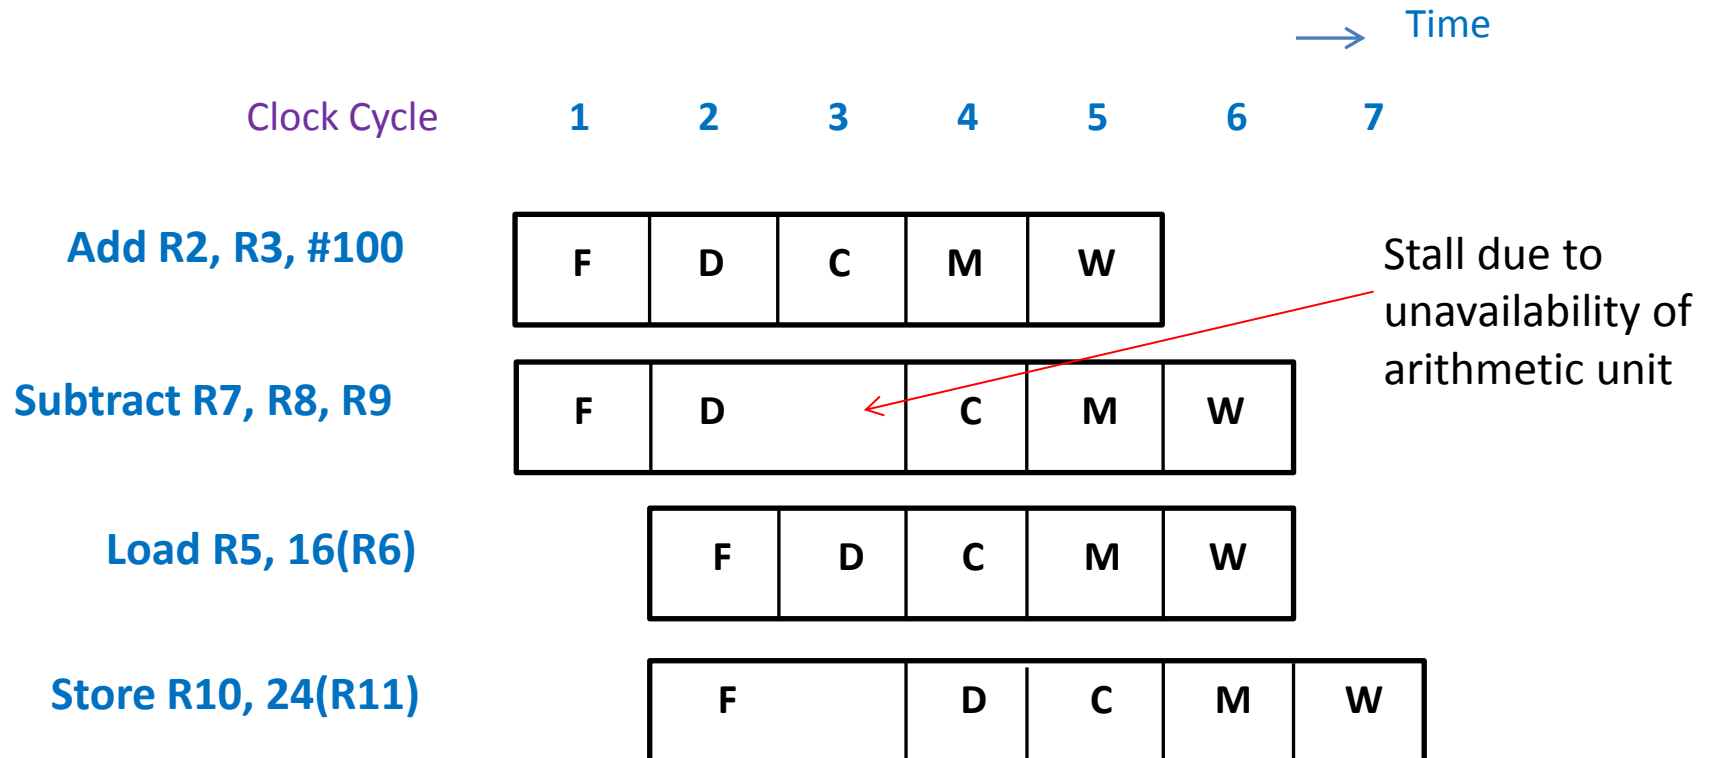 Time
Clock Cycle 1 2 3 4 5 6 7
Add R2, R3, #100 F D C M W
Stall due to
unavailability of
arithmetic unit
Subtract R7, R8, R9 F D C M W
Load R5, 16(R6) F D C M W
Store R10, 24(R11) F D C M W